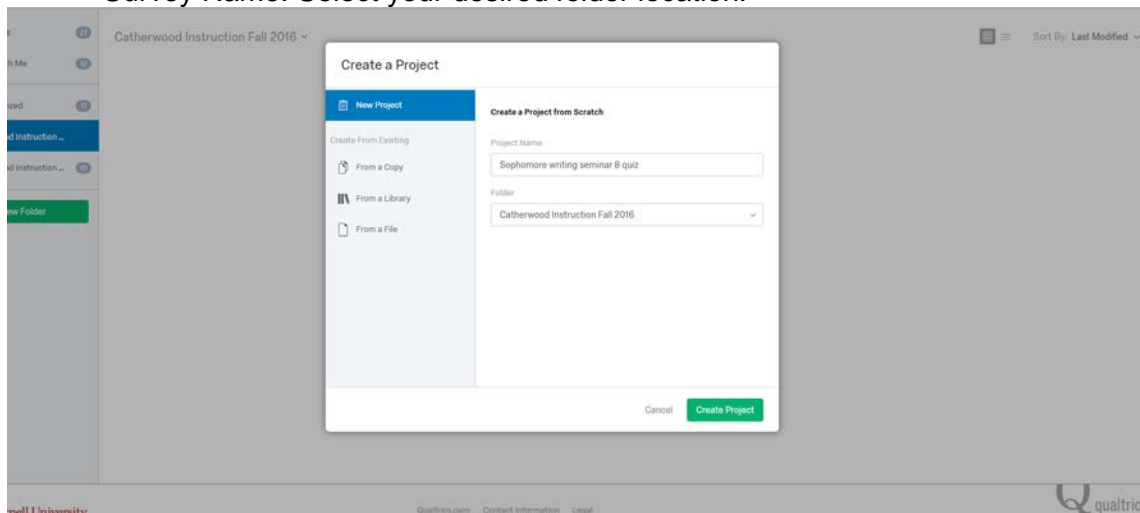 Survey Name. Select your desired folder location.
27
Catherwood Instruction Fall 2016
Sort By: Last Modified
Create a Project
New Project
Create From Existing
From a Copy
From a Library
From a File
Create a Project from Scratch
Project Name
Sophomore writing seminar 8 quiz
Folder
Catherwood Instruction Fall 2016
Cancel
Create Project
Qualtrics.com Contact Information Legal
qualtric